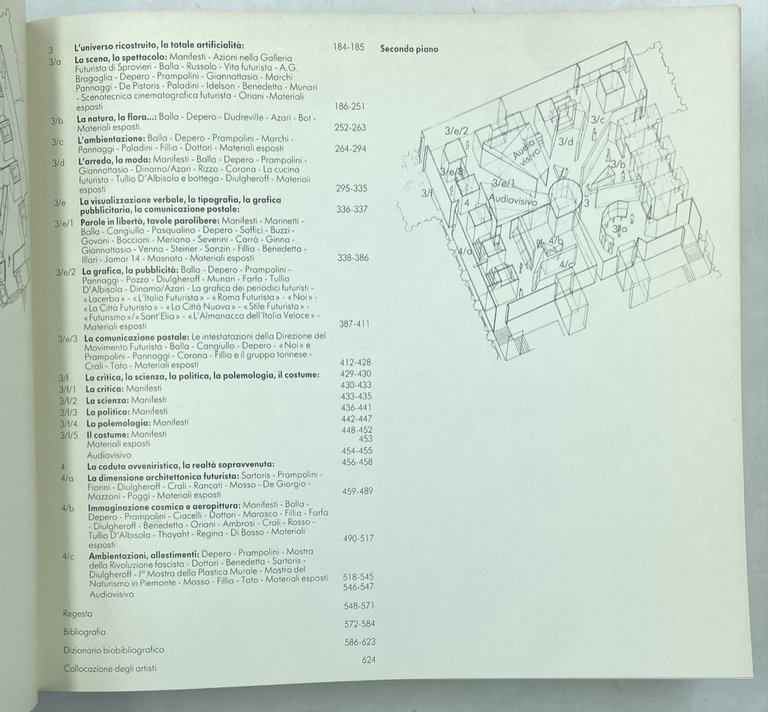 3 L'universo ricostruito, la totale artificialità: 184-185
3/a La scena, lo spettacolo: Manifesti - Azioni nella Galleria
Futurista di Sprovieri - Balla - Russolo - Vita futurista - A.G.
Bragaglia - Depero - Prampolini - Giannattasio - Marchi
Pannaggi - De Pistoris - Paladini - Idelson - Benedetta - Munari
- Scenotecnica cinematografica futurista - Oriani -Materiali
esposti 186-251
3/b La natura, la flora...: Balla - Depero - Dudreville - Azari - Bot -
Materiali esposti 252-263
3/c L'ambientazione: Balla - Depero - Prampolini - Marchi -
Pannaggi - Paladini - Fillia - Dottori - Materiali esposti 264-294
3/d L'arredo, la moda: Manifesti - Balla - Depero - Prampolini -
Giannattasio - Dinamo/Azari - Rizzo - Corona - La cucina
futurista - Tullio D'Albisola e bottega - Diulgheroff - Materiali
esposti 295-335
3/e La visualizzazione verbale, la tipografia, la grafica
pubblicitaria, la comunicazione postale: 336-337
3/e/1 Parole in libertà, tavole parolibere: Manifesti - Marinetti -
Balla - Cangiullo - Pasqualino - Depero - Soffici - Buzzi -
Govoni - Boccioni - Meriano - Severini - Carrà - Ginna -
Giannattasio - Venna - Steiner - Sanzin - Fillia - Benedetta -
Illari - Jamar 14 - Masnata - Materiali esposti 338-386
3/e/2 La grafica, la pubblicità: Balla - Depero - Prampolini -
Pannaggi - Pozzo - Diulgheroff - Munari - Farfa - Tullio
D'Albisola - Dinamo/Azari - La grafica dei periodici futuristi -
«Lacerba» - «L'Italia Futurista» - «Roma Futurista» - «Noi» -
«La Città Futurista» - «La Città Nuova» - «Stile Futurista» -
«Futurismo»/«Sant'Elia» - «L'Almanacco dell'Italia Veloce» -
Materiali esposti 387-411
3/e/3 La comunicazione postale: Le intestazioni della Direzione del
Movimento Futurista - Balla - Cangiullo - Depero - «Noi» e
Prampolini - Pannaggi - Corona - Fillia e il gruppo torinese -
Crali - Tato - Materiali esposti 412-428
3/f La critica, la scienza, la politica, la polemologia, il costume: 429-430
3/f/1 La critica: Manifesti 430-433
3/f/2 La scienza: Manifesti 433-435
3/f/3 La politica: Manifesti 436-441
3/f/4 La polemologia: Manifesti 442-447
3/f/5 Il costume: Manifesti 448-452
Materiali esposti 453
Audiovisivo 454-455
4 La caduta avveniristica, la realtà sopravvenuta: 456-458
4/a La dimensione architettonica futurista: Sartoris - Prampolini -
Fiorini - Diulgheroff - Crali - Rancati - Mosso - De Giorgio -
Mazzoni - Poggi - Materiali esposti 459-489
4/b Immaginazione cosmica e aeropittura: Manifesti - Balla -
Depero - Prampolini - Ciacelli - Dottori - Marasco - Fillia - Farfa
- Diulgheroff - Benedetta - Oriani - Ambrosi - Crali - Rosso -
Tullio D'Albisola - Thayaht - Regina - Di Bosso - Materiali
esposti 490-517
4/c Ambientazioni, allestimenti: Depero - Prampolini - Mostra
della Rivoluzione fascista - Dottori - Benedetta - Sartoris -
Diulgheroff - Iª Mostra della Plastica Murale - Mostra del
Naturismo in Piemonte - Mosso - Fillia - Tato - Materiali esposti 518-545
Audiovisivo 546-547
Regesto 548-571
Bibliografia 572-584
Dizionario biobibliografico 586-623
Collocazione degli artisti 624
Secondo piano
3/c
3/e/2
3/d
Audio
visivo
3/b
3/e/3
3/e/1
3/f
4
Audiovisivo
3
3/a
4/b
4/a
4/c